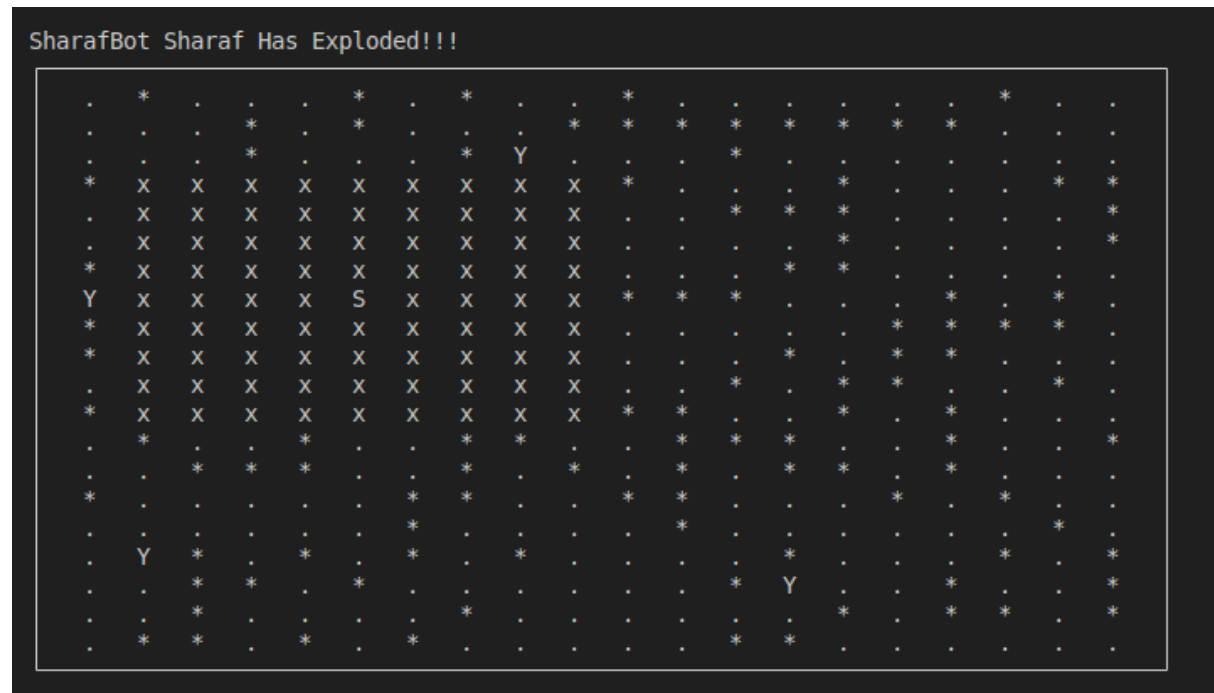 SharafBot Sharaf Has Exploded!!!
. * . . . * . * . . * . . . . . . * . .
. . . * . * . . . * * * * * * * * . . .
. . . * . . . * Y . . . * . . . . . . .
* x x x x x x x x x * . . . * . . . * *
. x x x x x x x x x . . * * * . . . . *
. x x x x x x x x x . . . . * . . . . *
* x x x x x x x x x . . . * * . . . . .
Y x x x x S x x x x * * * . . . * . * .
* x x x x x x x x x . . . . . * * * * .
* x x x x x x x x x . . . * . * * . . .
. x x x x x x x x x . . * . * * . . * .
* x x x x x x x x x * * . . * . * . . .
. * . . * . . * * . . * * * . . * . . *
. . * * * . . * . * . * . * * . * . . .
* . . . . . * * . . * * . . . * . * . .
. . . . . . * . . . . * . . . . . . * .
. Y * . * . * . * . . . . * . . . * . *
. . * * . * . . . . . . * Y . . * . . *
. . * . . . . * . . . . . . * . * * . *
. * * . * . * . . . . . * * . . . . . .